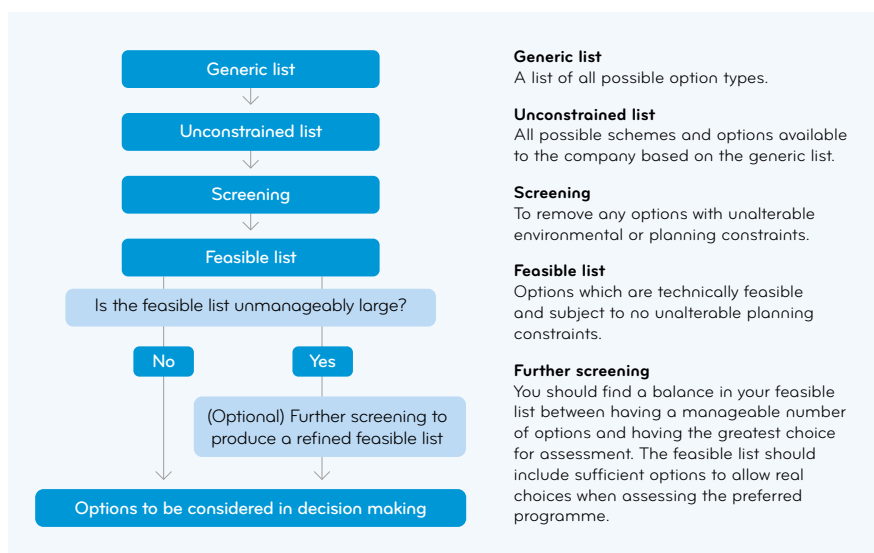 Generic list
Unconstrained list
Screening
Feasible list
Is the feasible list unmanageably large?
No
Yes
(Optional) Further screening to
produce a refined feasible list
Options to be considered in decision making
Generic list
A list of all possible option types.
Unconstrained list
All possible schemes and options available
to the company based on the generic list.
Screening
To remove any options with unalterable
environmental or planning constraints.
Feasible list
Options which are technically feasible
and subject to no unalterable planning
constraints.
Further screening
You should find a balance in your feasible
list between having a manageable number
of options and having the greatest choice
for assessment. The feasible list should
include sufficient options to allow real
choices when assessing the preferred
programme.